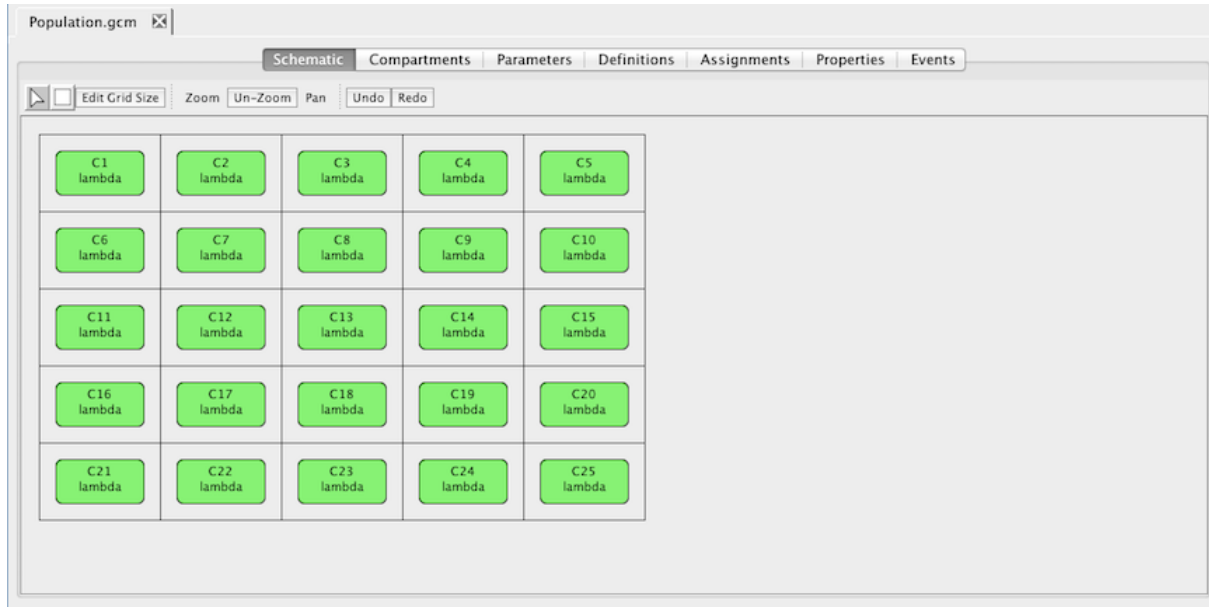 Population.gcm
Schematic Compartments Parameters Definitions Assignments Properties Events
Edit Grid Size Zoom Un-Zoom Pan Undo Redo
C1 C2 C3 C4 C5
lambda lambda lambda lambda lambda
C6 C7 C8 C9 C10
lambda lambda lambda lambda lambda
C11 C12 C13 C14 C15
lambda lambda lambda lambda lambda
C16 C17 C18 C19 C20
lambda lambda lambda lambda lambda
C21 C22 C23 C24 C25
lambda lambda lambda lambda lambda